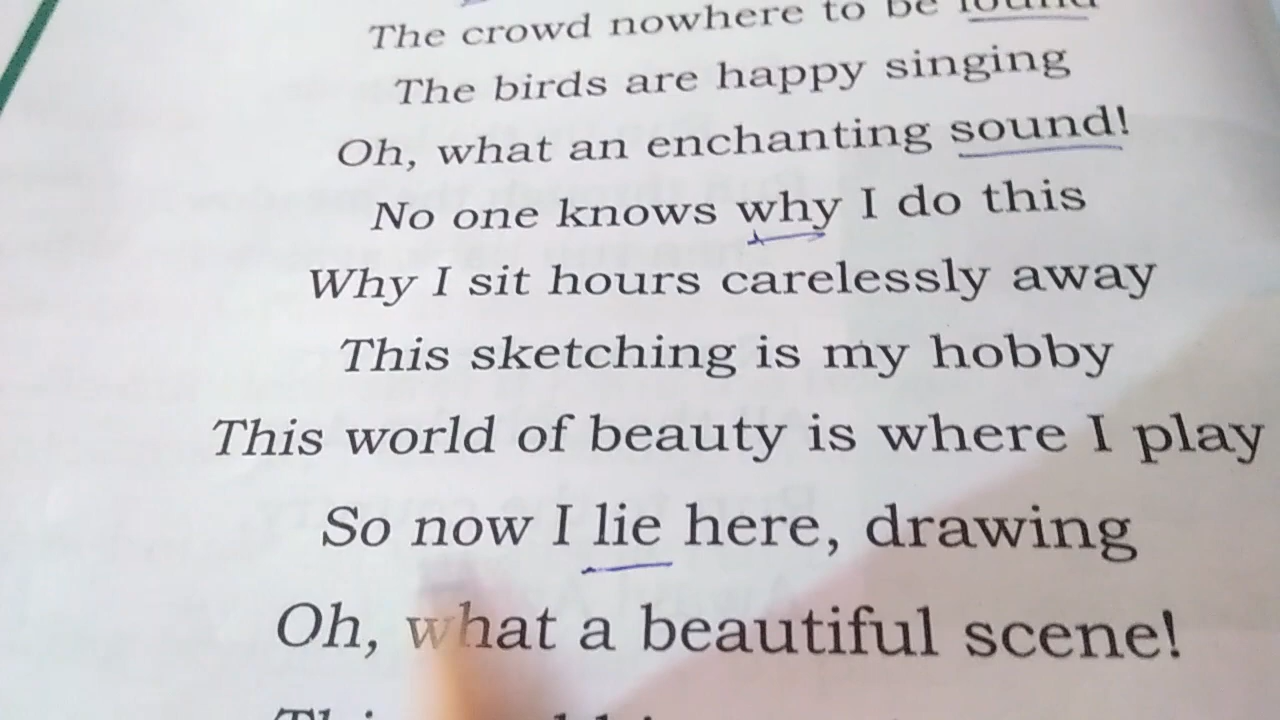 The crowd nowhere to be found
The birds are happy singing
Oh, what an enchanting sound!
No one knows why I do this
Why I sit hours carelessly away
This sketching is my hobby
This world of beauty is where I play
So now I lie here, drawing
Oh, what a beautiful scene!